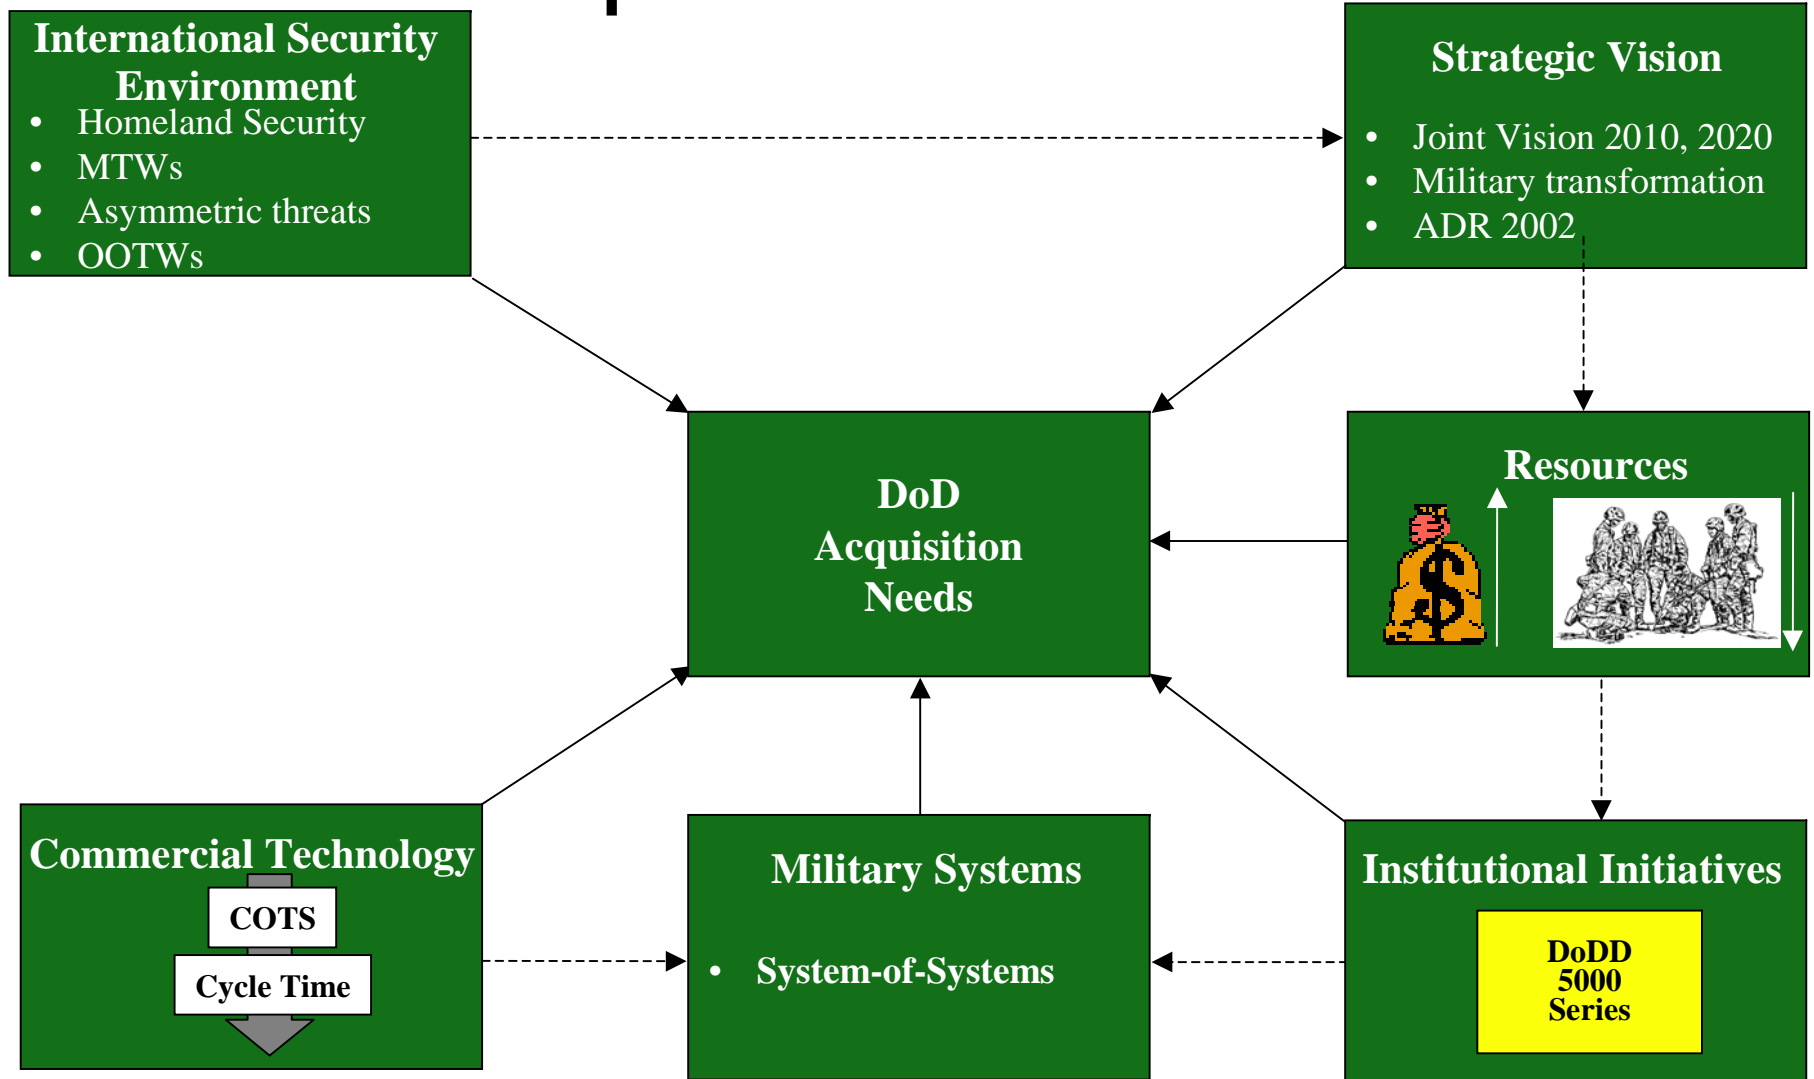 International Security
Environment
• Homeland Security
• MTWs
• Asymmetric threats
• OOTWs
Strategic Vision
• Joint Vision 2010, 2020
• Military transformation
• ADR 2002
DoD
Acquisition
Needs
Resources
$
Commercial Technology
COTS
Cycle Time
Military Systems
• System-of-Systems
Institutional Initiatives
DoDD
5000
Series